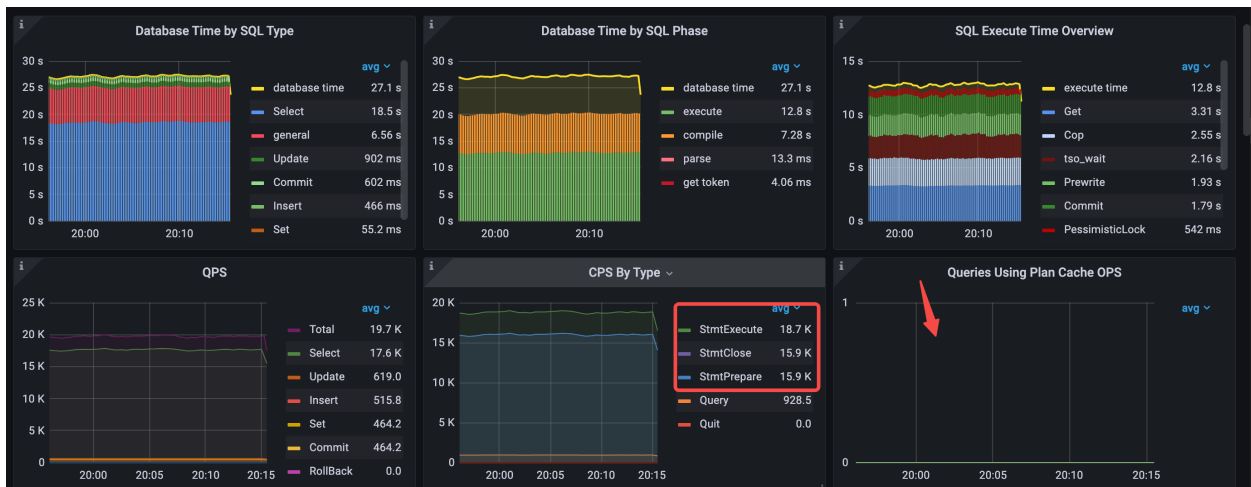 Database Time by SQL Type
30 s
25 s
20 s
15 s
10 s
5 s
0 s
20:00 20:10
avg
database time 27.1 s
Select 18.5 s
general 6.56 s
Update 902 ms
Commit 602 ms
Insert 466 ms
Set 55.2 ms
Database Time by SQL Phase
30 s
25 s
20 s
15 s
10 s
5 s
0 s
20:00 20:10
avg
database time 27.1 s
execute 12.8 s
compile 7.28 s
parse 13.3 ms
get token 4.06 ms
SQL Execute Time Overview
15 s
10 s
5 s
0 s
20:00 20:10
avg
execute time 12.8 s
Get 3.31 s
Cop 2.55 s
tso_wait 2.16 s
Prewrite 1.93 s
Commit 1.79 s
PessimisticLock 542 ms
QPS
25 K
20 K
15 K
10 K
5 K
0
20:00 20:05 20:10 20:15
avg
Total 19.7 K
Select 17.6 K
Update 619.0
Insert 515.8
Set 464.2
Commit 464.2
RollBack 0.0
CPS By Type
20 K
15 K
10 K
5 K
0
20:00 20:05 20:10 20:15
avg
StmtExecute 18.7 K
StmtClose 15.9 K
StmtPrepare 15.9 K
Query 928.5
Quit 0.0
Queries Using Plan Cache OPS
1
0
20:00 20:05 20:10 20:15
avg